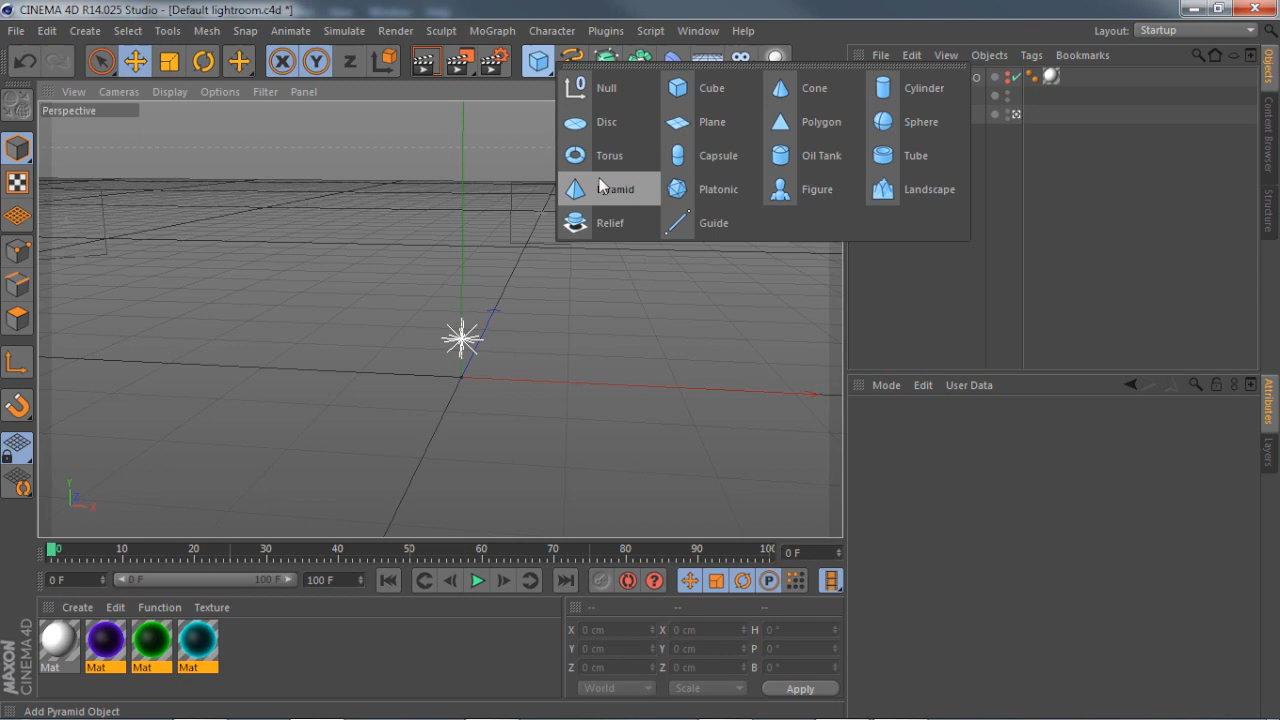 CINEMA 4D R14.025 Studio - [Default lightroom.c4d *]
File Edit Create Select Tools Mesh Snap Animate Simulate Render Sculpt MoGraph Character Plugins Script Window Help
Layout: Startup
X Y Z
File Edit View Objects Tags Bookmarks
View Cameras Display Options Filter Panel
Perspective
0 Null Cube Cone Cylinder
Disc Plane Polygon Sphere
Torus Capsule Oil Tank Tube
Platonic Figure Landscape
Relief Guide
Objects
Content Browser
Structure
Mode Edit User Data
Attributes
Layers
Y
Z
X
0 10 20 30 40 50 60 70 80 90 100
0 F
0 F 0 F 100 F 100 F
P
Create Edit Function Texture
-- -- --
Mat Mat Mat Mat
X 0 cm X 0 cm H 0 °
Y 0 cm Y 0 cm P 0 °
Z 0 cm Z 0 cm B 0 °
World Scale Apply
MAXON
CINEMA4D
Add Pyramid Object